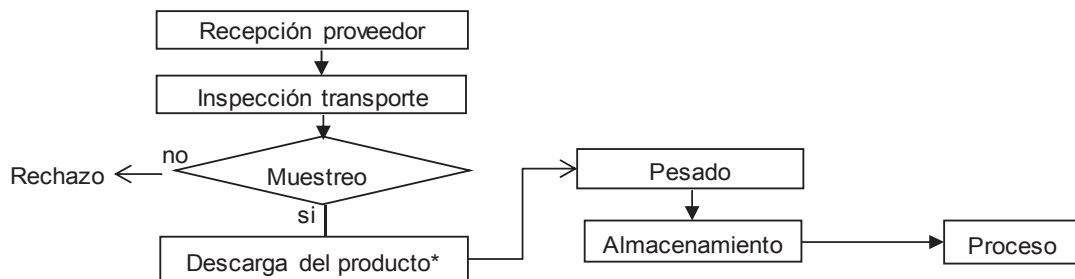 Recepción proveedor
Inspección transporte
no
Rechazo
Muestreo
si
Descarga del producto*
Pesado
Almacenamiento
Proceso